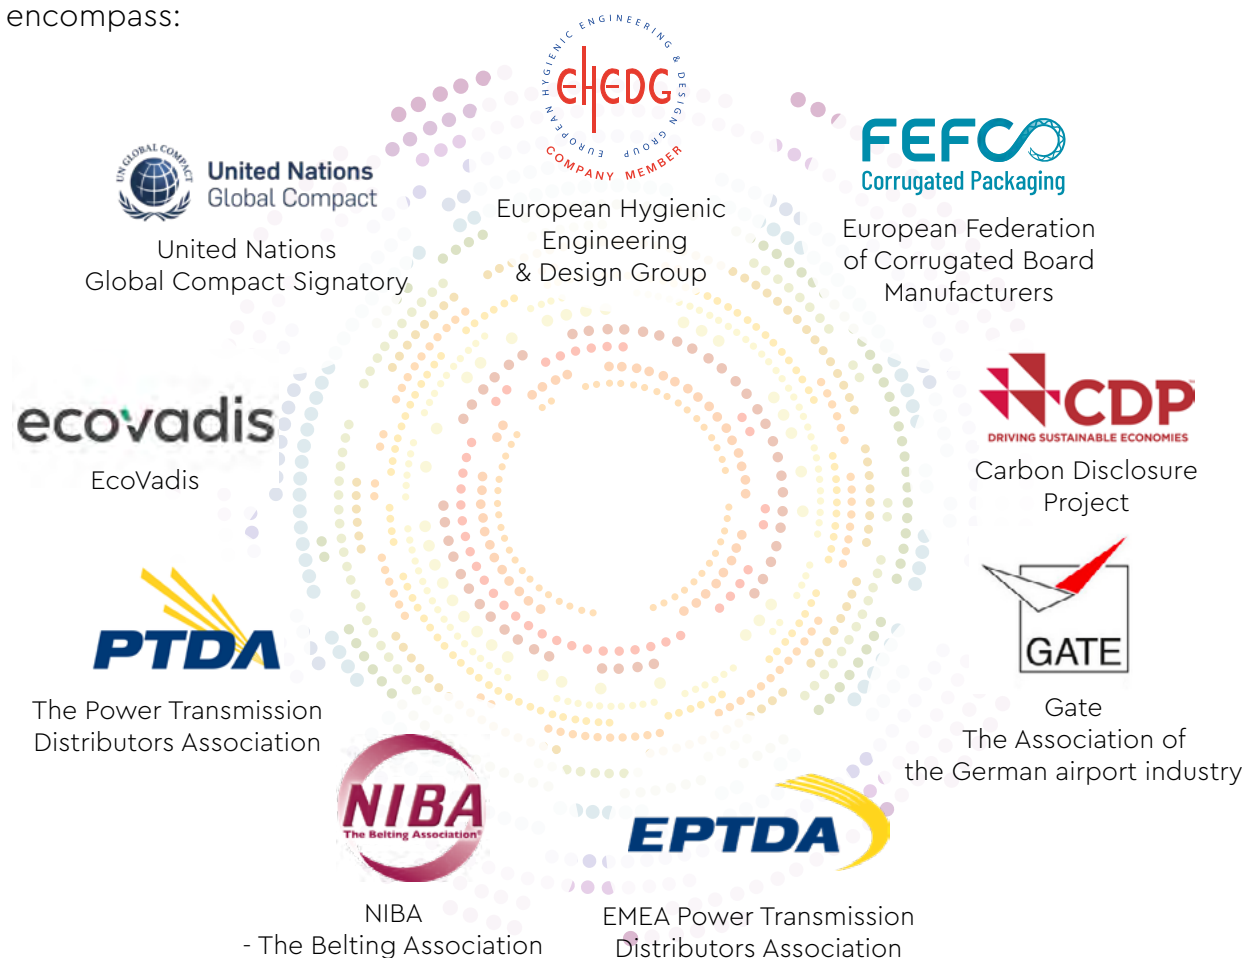 encompass:
EUROPEAN HYGIENIC ENGINEERING & DESIGN GROUP
EHEDG
COMPANY MEMBER
European Hygienic
Engineering
& Design Group
FEFCO
Corrugated Packaging
European Federation
of Corrugated Board
Manufacturers
UN GLOBAL COMPACT
United Nations
Global Compact
United Nations
Global Compact Signatory
ecovadis
EcoVadis
CDP
DRIVING SUSTAINABLE ECONOMIES
Carbon Disclosure
Project
PTDA
The Power Transmission
Distributors Association
GATE
Gate
The Association of
the German airport industry
NIBA
The Belting Association®
NIBA
- The Belting Association
EPTDA
EMEA Power Transmission
Distributors Association